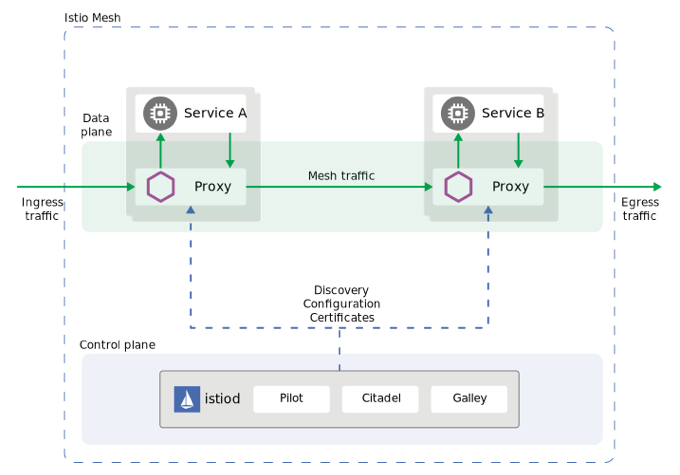 Istio Mesh
Service A
Service B
Data
plane
Proxy
Mesh traffic
Proxy
Ingress
traffic
Egress
traffic
Discovery
Configuration
Certificates
Control plane
istiod
Pilot
Citadel
Galley